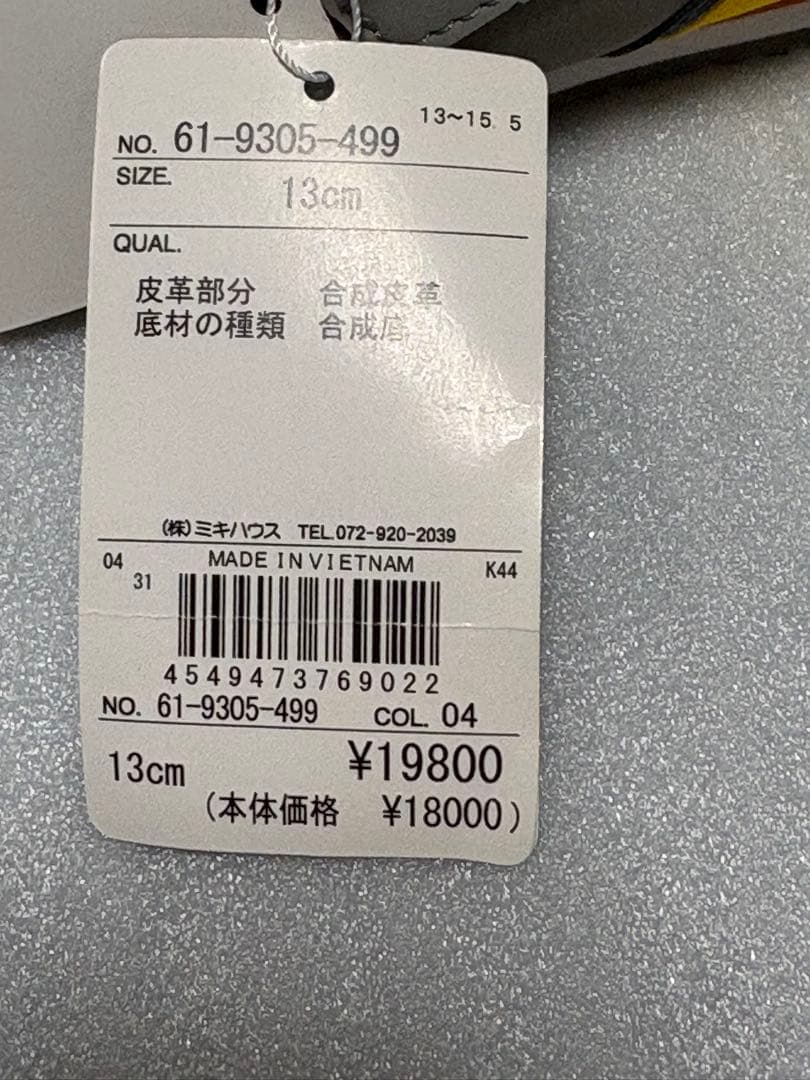 13~15.5
NO. 61-9305-499
SIZE. 13cm
QUAL.
皮革部分 合成皮革
底材の種類 合成底
(株)ミキハウス TEL.072-920-2039
04 MADE IN VIETNAM K44
31
4549473769022
NO. 61-9305-499 COL. 04
13cm ¥19800
(本体価格 ¥18000)